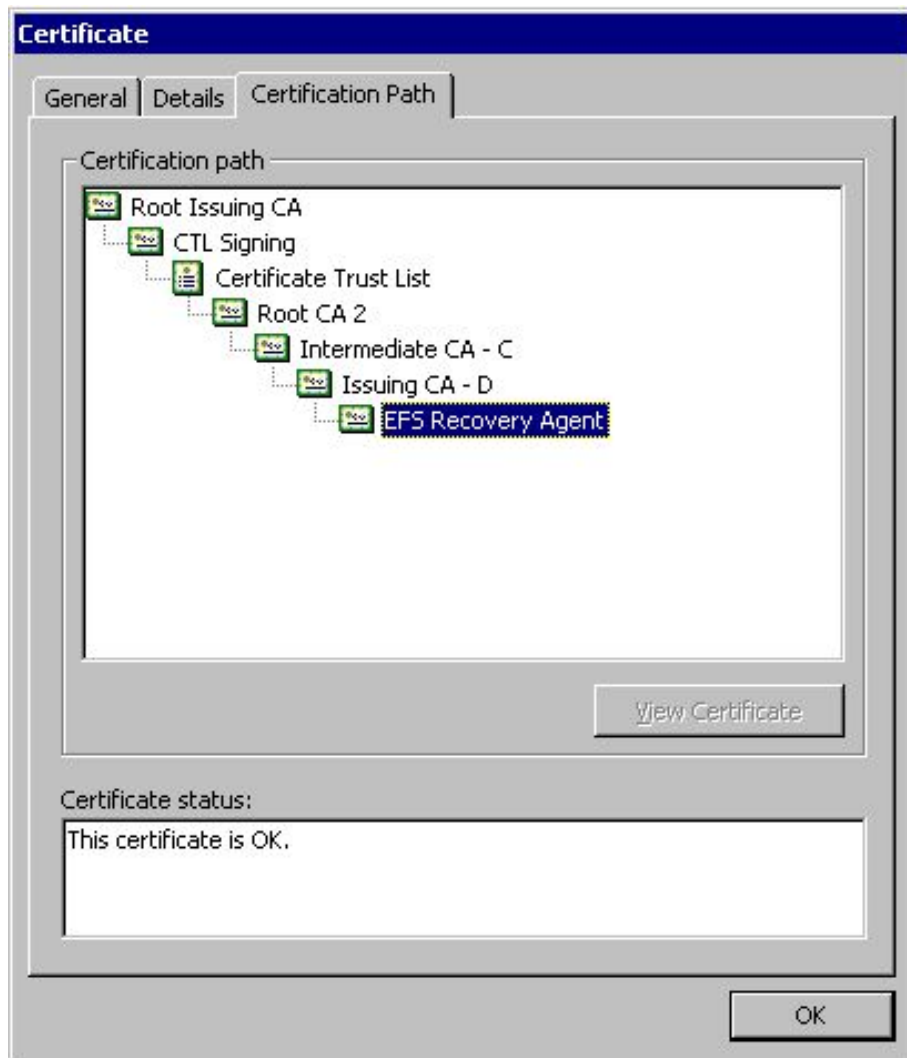 Certificate
General Details Certification Path
Certification path
Root Issuing CA
CTL Signing
Certificate Trust List
Root CA 2
Intermediate CA - C
Issuing CA - D
EFS Recovery Agent
View Certificate
Certificate status:
This certificate is OK.
OK